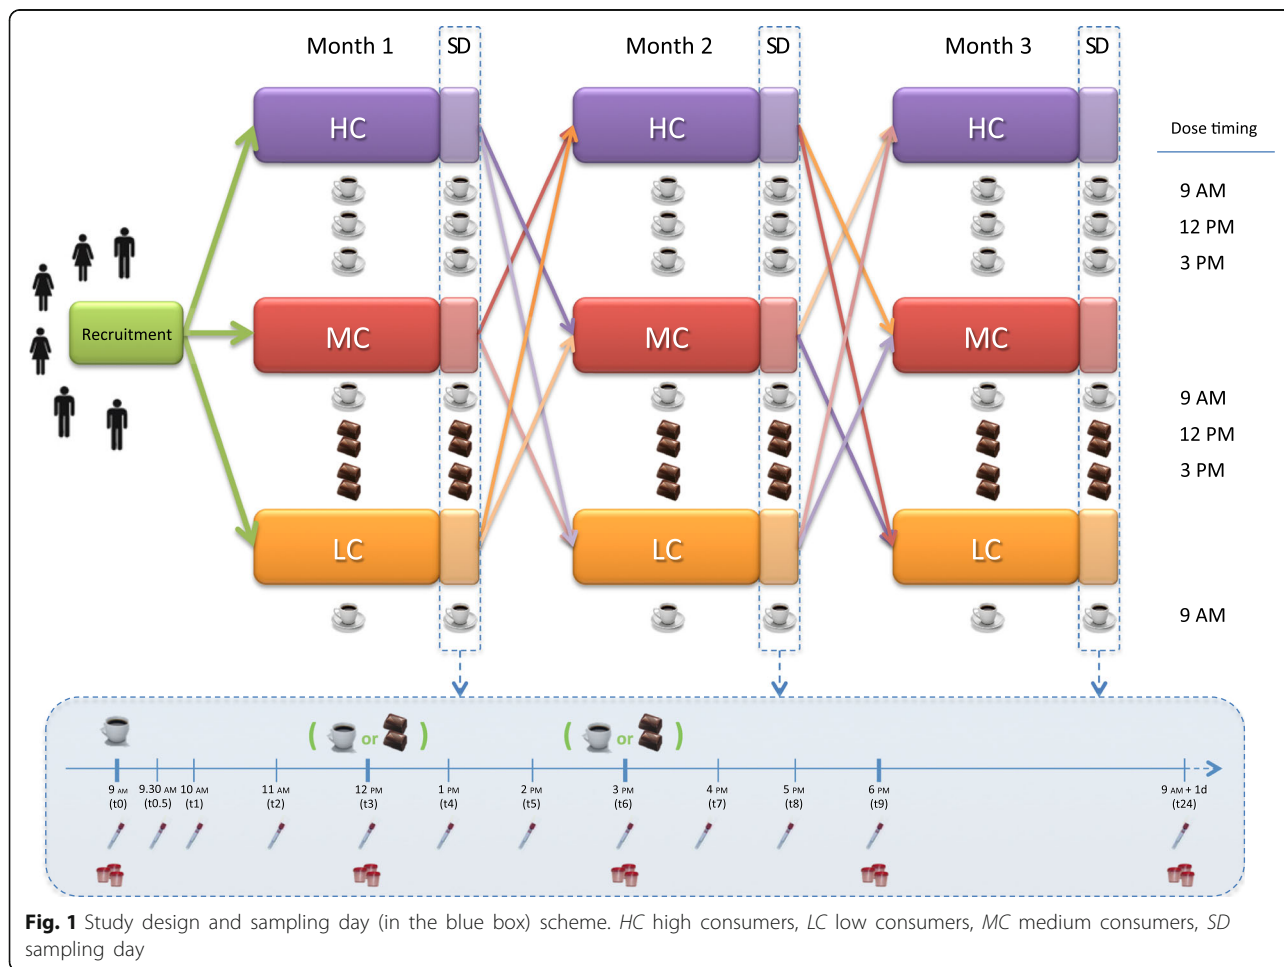 Month 1 SD Month 2 SD Month 3 SD
HC HC HC
Dose timing
9 AM
12 PM
3 PM
Recruitment
MC MC MC
9 AM
12 PM
3 PM
LC LC LC
9 AM
( or ) ( or )
9 AM 9.30 AM 10 AM 11 AM 12 PM 1 PM 2 PM 3 PM 4 PM 5 PM 6 PM 9 AM + 1d
(t0) (t0.5) (t1) (t2) (t3) (t4) (t5) (t6) (t7) (t8) (t9) (t24)
Fig. 1 Study design and sampling day (in the blue box) scheme. HC high consumers, LC low consumers, MC medium consumers, SD
sampling day